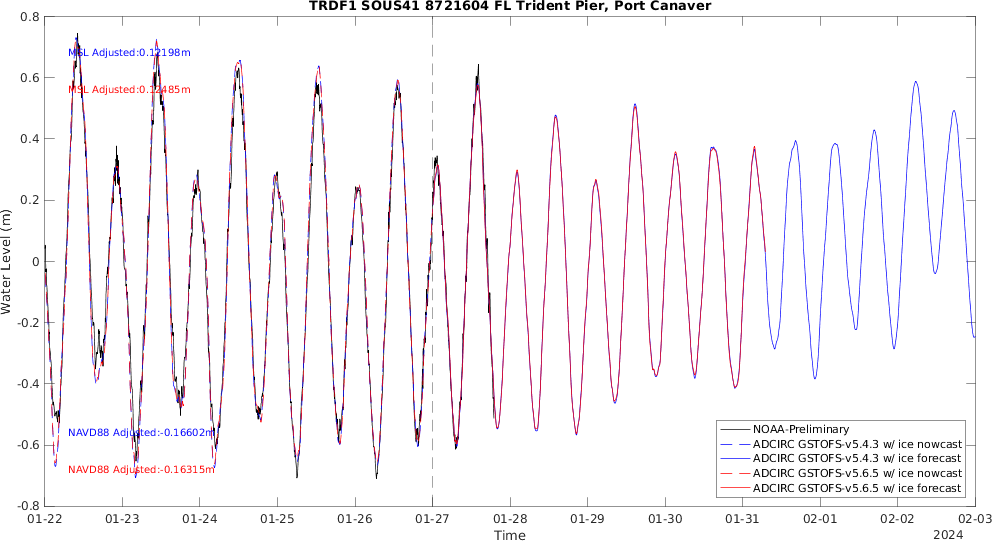 TRDF1 SOUS41 8721604 FL Trident Pier, Port Canaver
0.8
0.6
0.4
0.2
0
-0.2
-0.4
-0.6
-0.8
Water Level (m)
MSL Adjusted:0.12198m
MSL Adjusted:0.12485m
NAVD88 Adjusted:-0.16602m
NAVD88 Adjusted:-0.16315m
NOAA-Preliminary
ADCIRC GSTOFS-v5.4.3 w/ ice nowcast
ADCIRC GSTOFS-v5.4.3 w/ ice forecast
ADCIRC GSTOFS-v5.6.5 w/ ice nowcast
ADCIRC GSTOFS-v5.6.5 w/ ice forecast
01-22 01-23 01-24 01-25 01-26 01-27 01-28 01-29 01-30 01-31 02-01 02-02 02-03
Time
2024